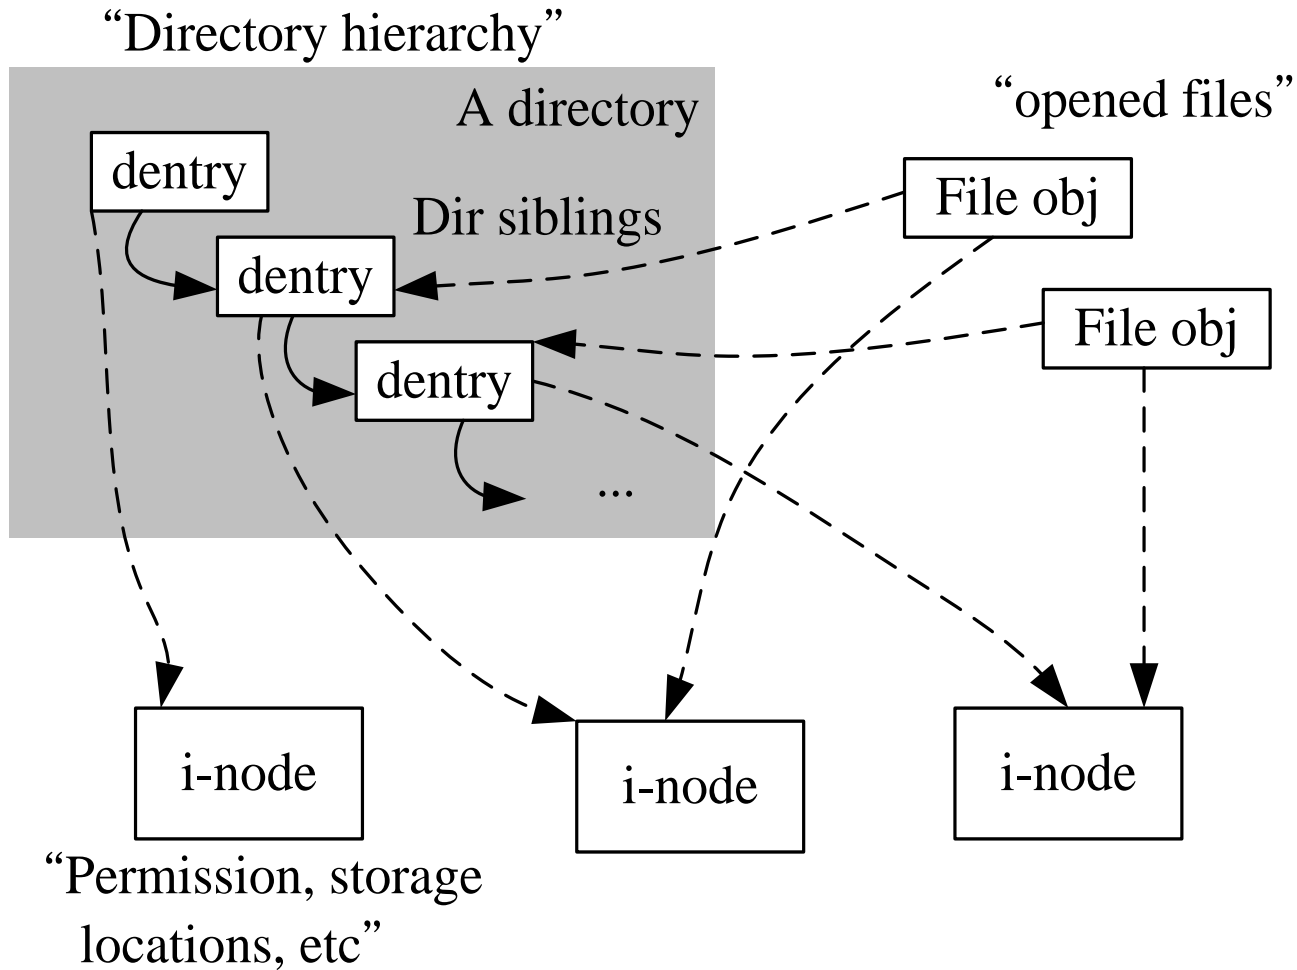 “Directory hierarchy”
A directory
“opened files”
dentry
File obj
Dir siblings
dentry
File obj
dentry
...
i-node
i-node
i-node
“Permission, storage
locations, etc”